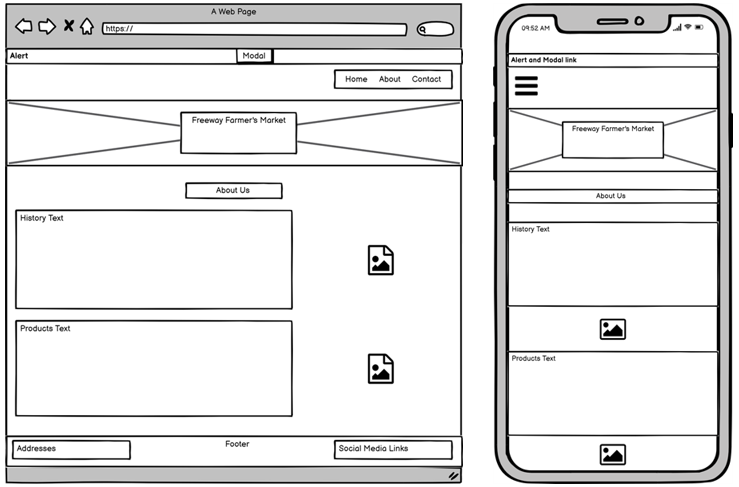 A Web Page
https://
Alert
Modal
Home About Contact
Freeway Farmer's Market
About Us
History Text
Products Text
Footer
Addresses
Social Media Links
09:52 AM
Alert and Modal link
Freeway Farmer's Market
About Us
History Text
Products Text